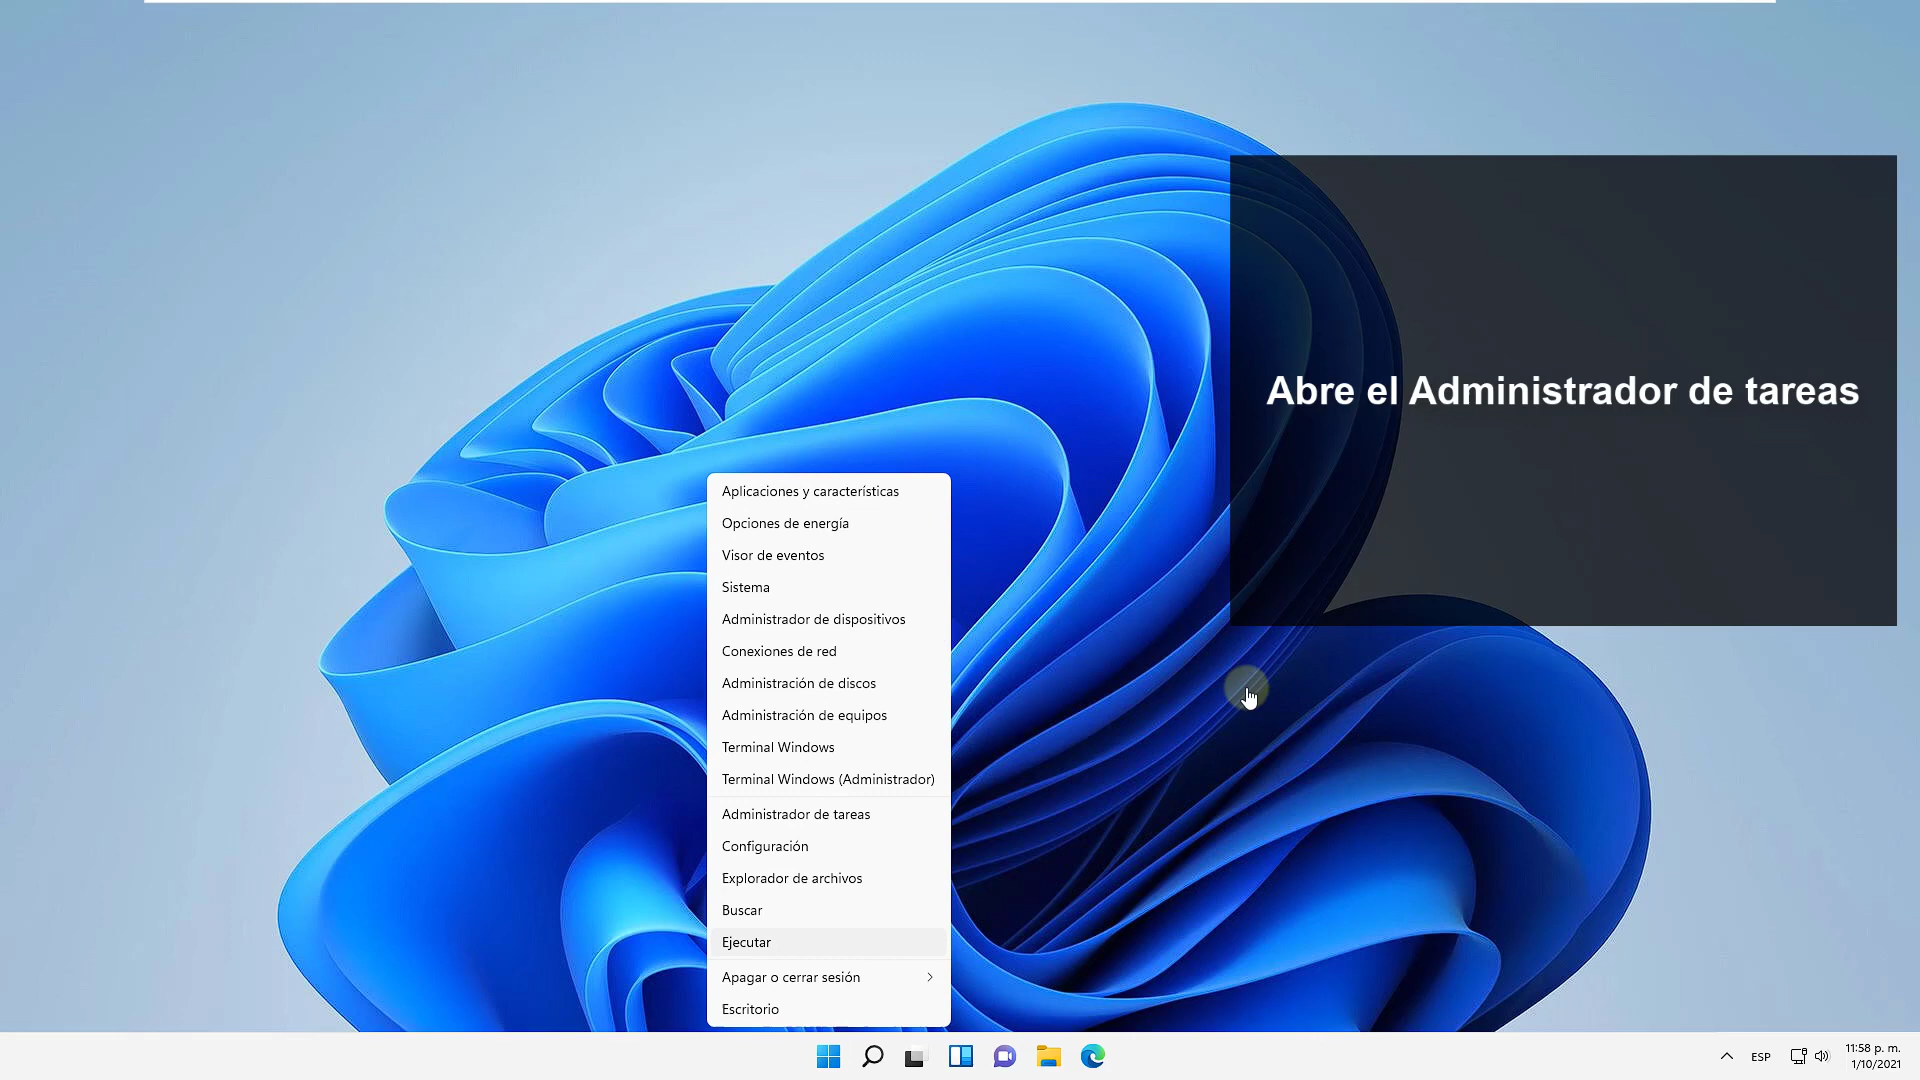 Abre el Administrador de tareas
Aplicaciones y características
Opciones de energía
Visor de eventos
Sistema
Administrador de dispositivos
Conexiones de red
Administración de discos
Administración de equipos
Terminal Windows
Terminal Windows (Administrador)
Administrador de tareas
Configuración
Explorador de archivos
Buscar
Ejecutar
Apagar o cerrar sesión
Escritorio
ESP
11:58 p. m.
1/10/2021